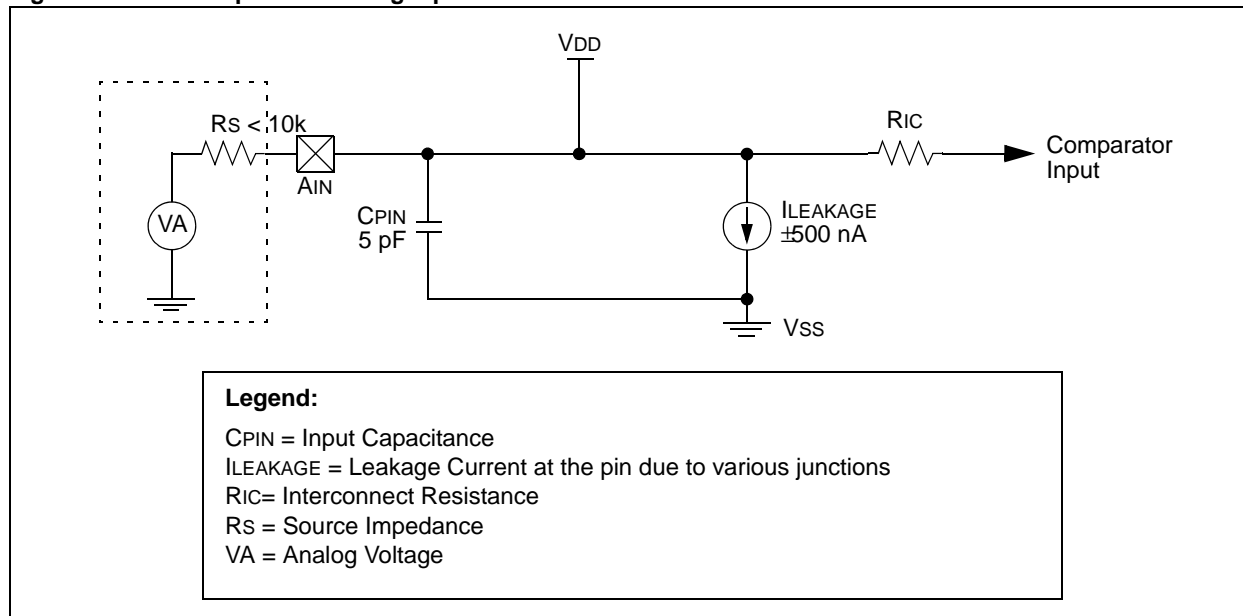 VDD
RS < 10k
RIC
Comparator
Input
AIN
CPIN
5 pF
ILEAKAGE
±500 nA
VA
VSS
Legend:
CPIN = Input Capacitance
ILEAKAGE = Leakage Current at the pin due to various junctions
RIC= Interconnect Resistance
RS = Source Impedance
VA = Analog Voltage